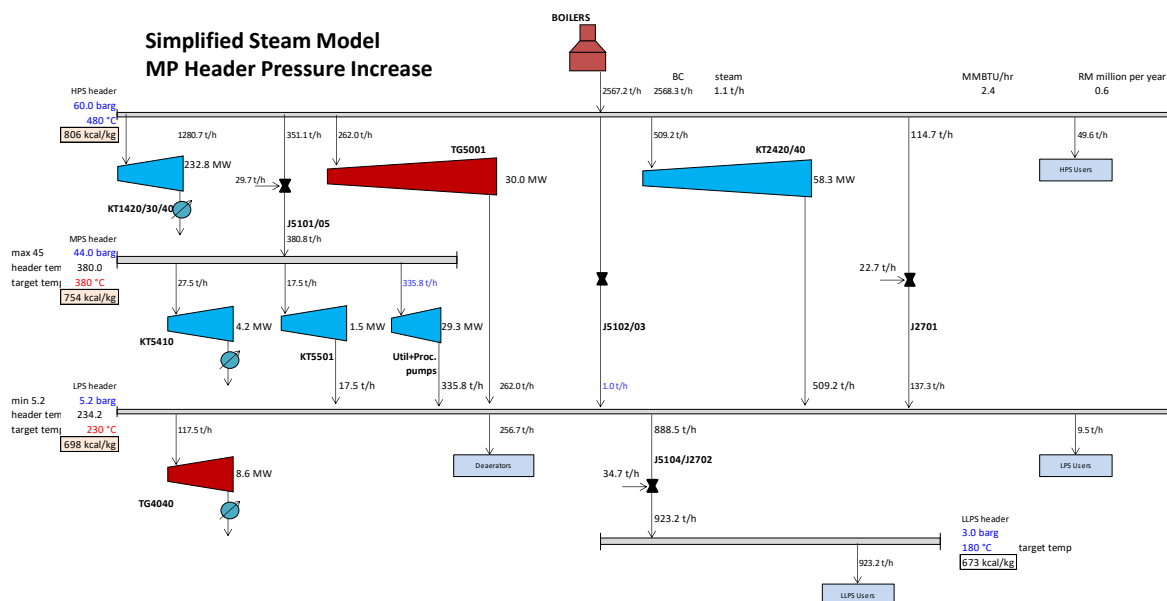 BOILERS
Simplified Steam Model
MP Header Pressure Increase
BC steam MMBTU/hr RM million per year
2567.2 t/h 2568.3 t/h 1.1 t/h 2.4 0.6
HPS header
60.0 barg
480 °C
806 kcal/kg
1280.7 t/h 351.1 t/h 262.0 t/h 509.2 t/h 114.7 t/h 49.6 t/h
TG5001 KT2420/40
232.8 MW 30.0 MW 58.3 MW HPS Users
29.7 t/h
KT1420/30/40
J5101/05
380.8 t/h
MPS header
max 45 44.0 barg
header tem 380.0
target temp 380 °C
754 kcal/kg
22.7 t/h
27.5 t/h 17.5 t/h 335.8 t/h
4.2 MW 1.5 MW 29.3 MW J5102/03 J2701
KT5410 KT5501 Util+Proc.
pumps
LPS header
17.5 t/h 335.8 t/h 262.0 t/h 1.0 t/h 509.2 t/h 137.3 t/h
min 5.2 5.2 barg
header tem 234.2
target temp 230 °C
698 kcal/kg
117.5 t/h 256.7 t/h 888.5 t/h 9.5 t/h
Deaerators J5104/J2702 LPS Users
8.6 MW 34.7 t/h
TG4040
923.2 t/h
LLPS header
3.0 barg
180 °C target temp
673 kcal/kg
923.2 t/h
LLPS Users